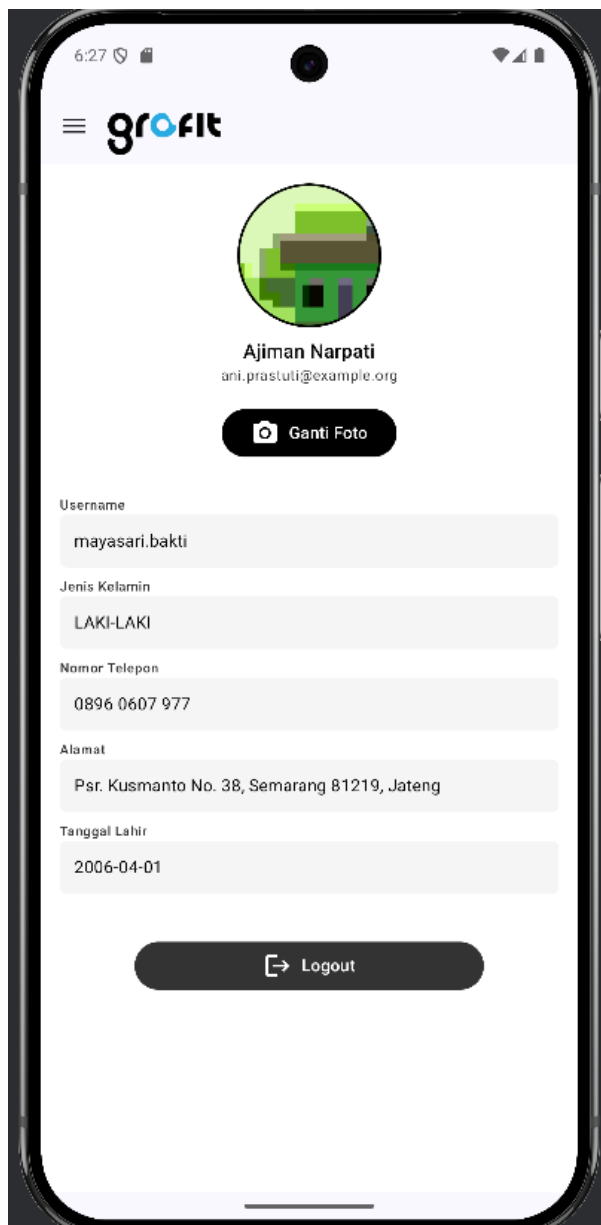 6:27
grofit
Ajiman Narpati
ani.prastuti@example.org
Ganti Foto
Username
mayasari.bakti
Jenis Kelamin
LAKI-LAKI
Nomor Telepon
0896 0607 977
Alamat
Psr. Kusmanto No. 38, Semarang 81219, Jateng
Tanggal Lahir
2006-04-01
Logout